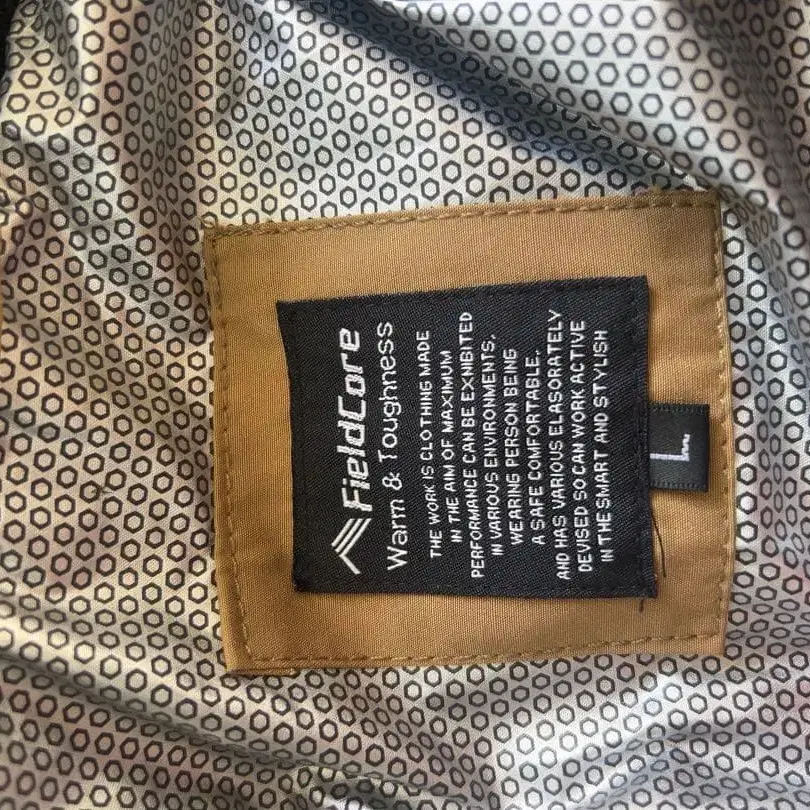 FieldCore
Warm & Toughness
THE WORK IS CLOTHING MADE
IN THE AIM OF MAXIMUM
PERFORMANCE CAN BE EXNIBITED
IN VARIOUS ENVIRONMENTS,
WEARING PERSON BEING
A SAFE COMFORTABLE.
AND HAS VARIOUS ELASORATELY
DEVISED SO CAN WORK ACTIVE
IN THE SMART AND STYLISH
L